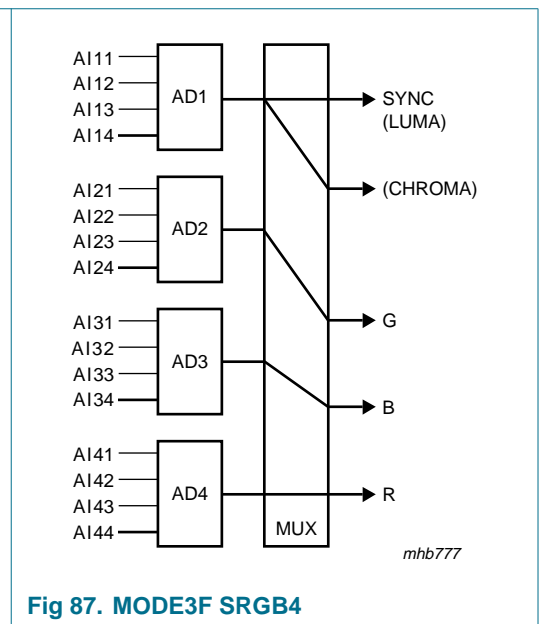 AI11
AI12
AI13
AI14
AD1
SYNC
(LUMA)
(CHROMA)
AI21
AI22
AI23
AI24
AD2
G
AI31
AI32
AI33
AI34
AD3
B
AI41
AI42
AI43
AI44
AD4
R
MUX
mhb777
Fig 87. MODE3F SRGB4